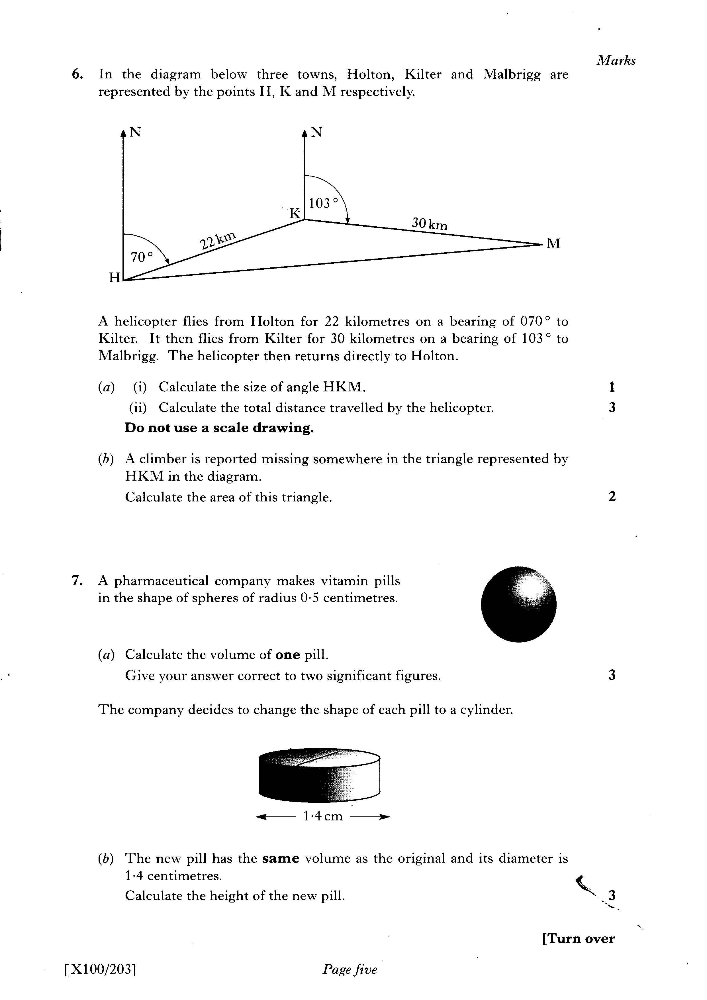 Marks
6. In the diagram below three towns, Holton, Kilter and Malbrigg are
represented by the points H, K and M respectively.
N
N
103°
K
30 km
22 km
M
70°
H
A helicopter flies from Holton for 22 kilometres on a bearing of 070° to
Kilter. It then flies from Kilter for 30 kilometres on a bearing of 103° to
Malbrigg. The helicopter then returns directly to Holton.
(a) (i) Calculate the size of angle HKM. 1
(ii) Calculate the total distance travelled by the helicopter. 3
Do not use a scale drawing.
(b) A climber is reported missing somewhere in the triangle represented by
HKM in the diagram.
Calculate the area of this triangle. 2
7. A pharmaceutical company makes vitamin pills
in the shape of spheres of radius 0·5 centimetres.
(a) Calculate the volume of one pill.
Give your answer correct to two significant figures. 3
The company decides to change the shape of each pill to a cylinder.
1·4 cm
(b) The new pill has the same volume as the original and its diameter is
1·4 centimetres.
Calculate the height of the new pill. 3
[Turn over
[X100/203] Page five